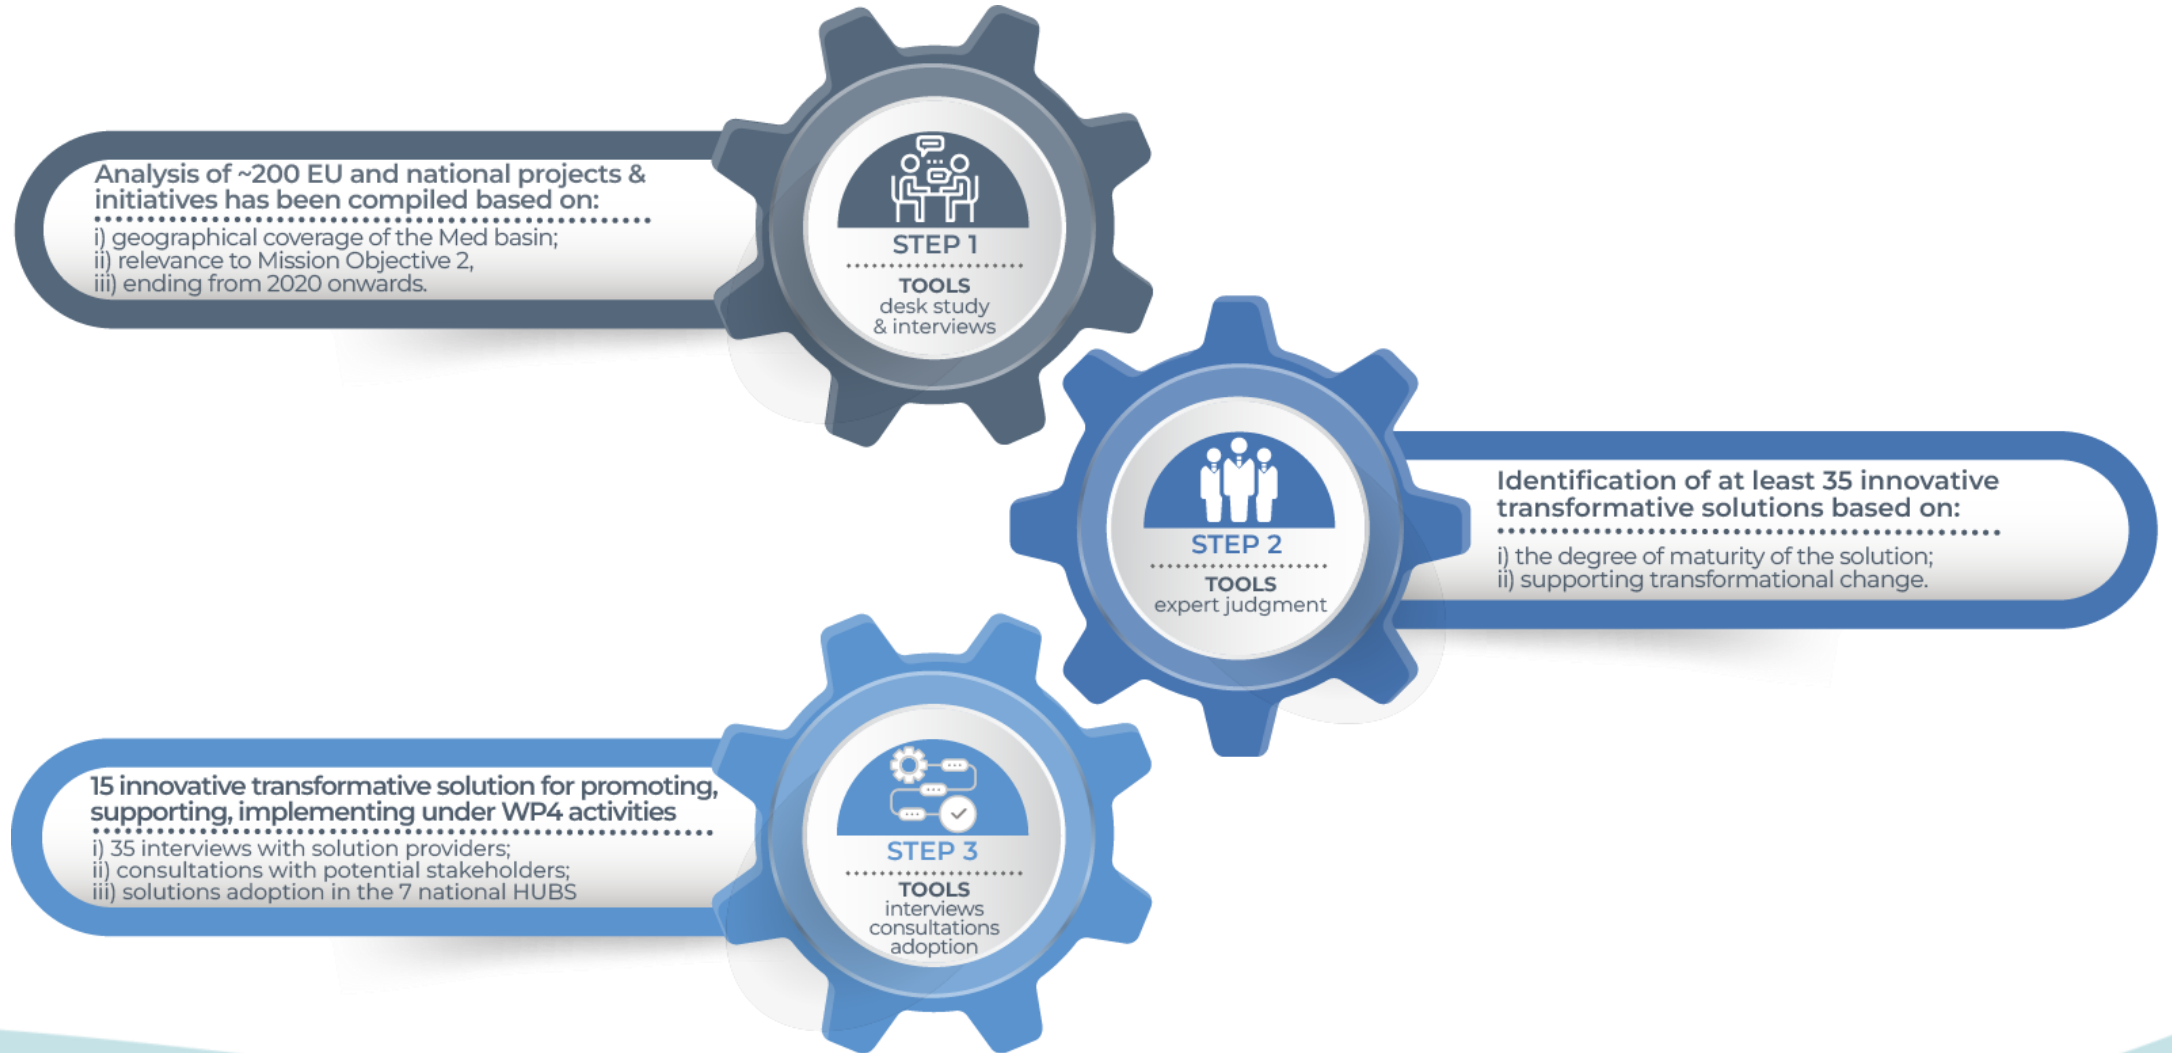 Analysis of ~200 EU and national projects &
initiatives has been compiled based on:
i) geographical coverage of the Med basin;
ii) relevance to Mission Objective 2,
iii) ending from 2020 onwards.
STEP 1
TOOLS
desk study
& interviews
STEP 2
TOOLS
expert judgment
Identification of at least 35 innovative
transformative solutions based on:
i) the degree of maturity of the solution;
ii) supporting transformational change.
15 innovative transformative solution for promoting,
supporting, implementing under WP4 activities
i) 35 interviews with solution providers;
ii) consultations with potential stakeholders;
iii) solutions adoption in the 7 national HUBS
STEP 3
TOOLS
interviews
consultations
adoption